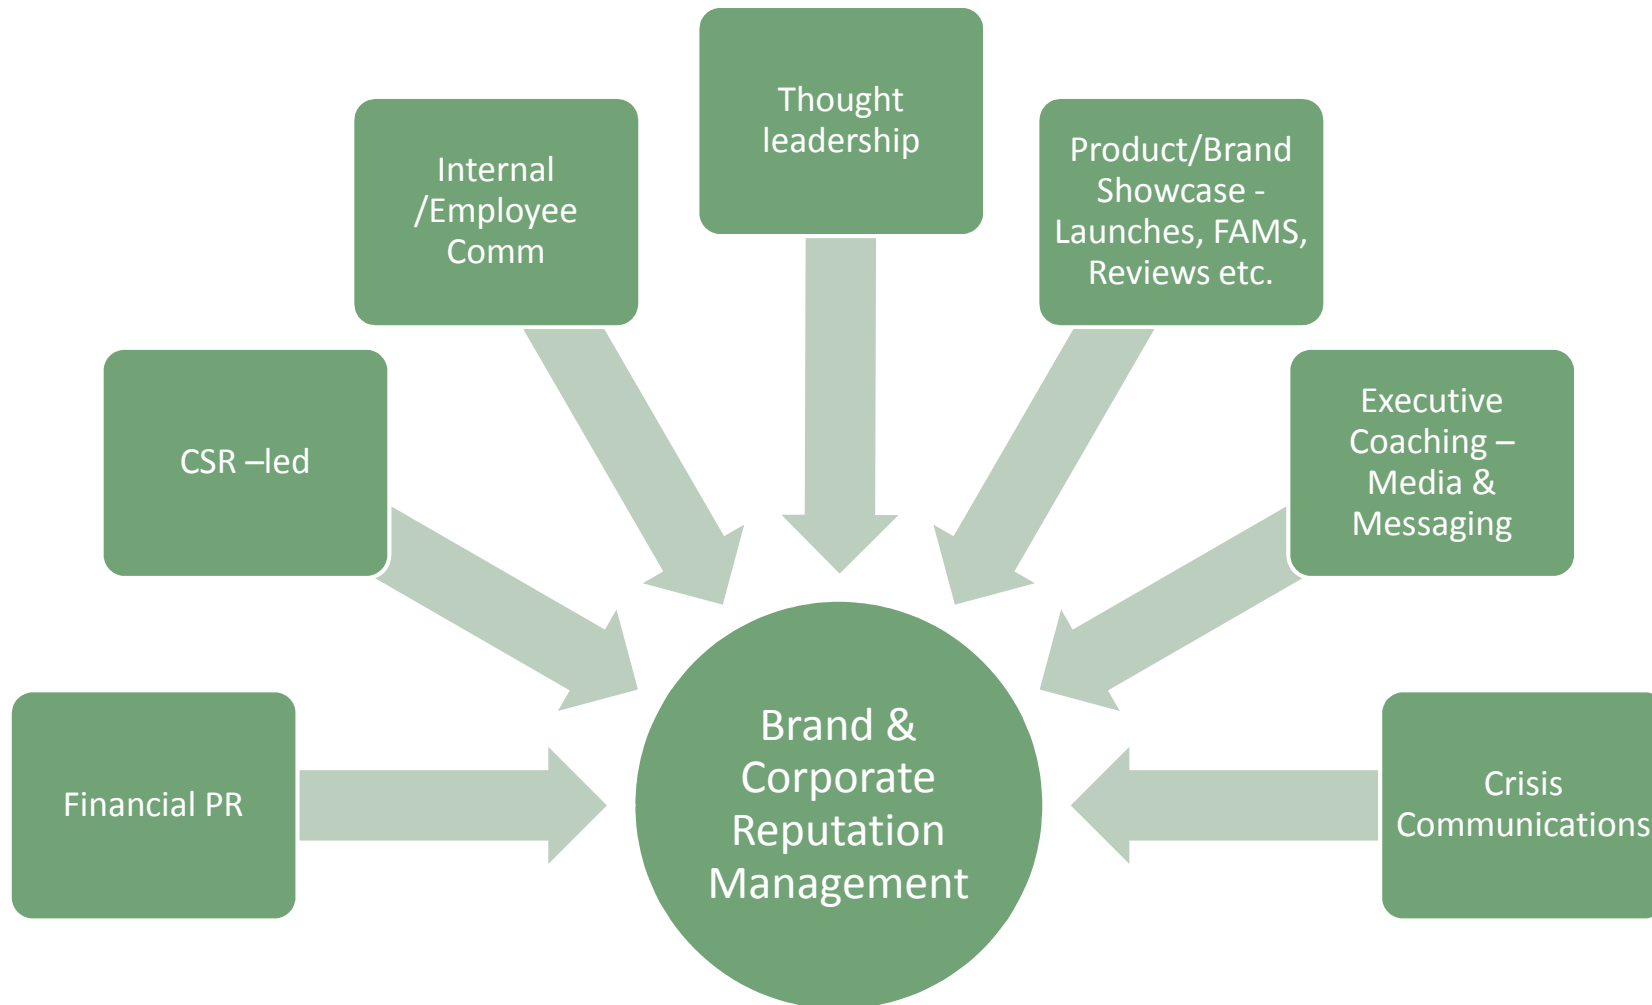 Thought
leadership
Internal
/Employee
Comm
Product/Brand
Showcase -
Launches, FAMS,
Reviews etc.
CSR –led
Executive
Coaching –
Media &
Messaging
Financial PR
Brand &
Corporate
Reputation
Management
Crisis
Communications